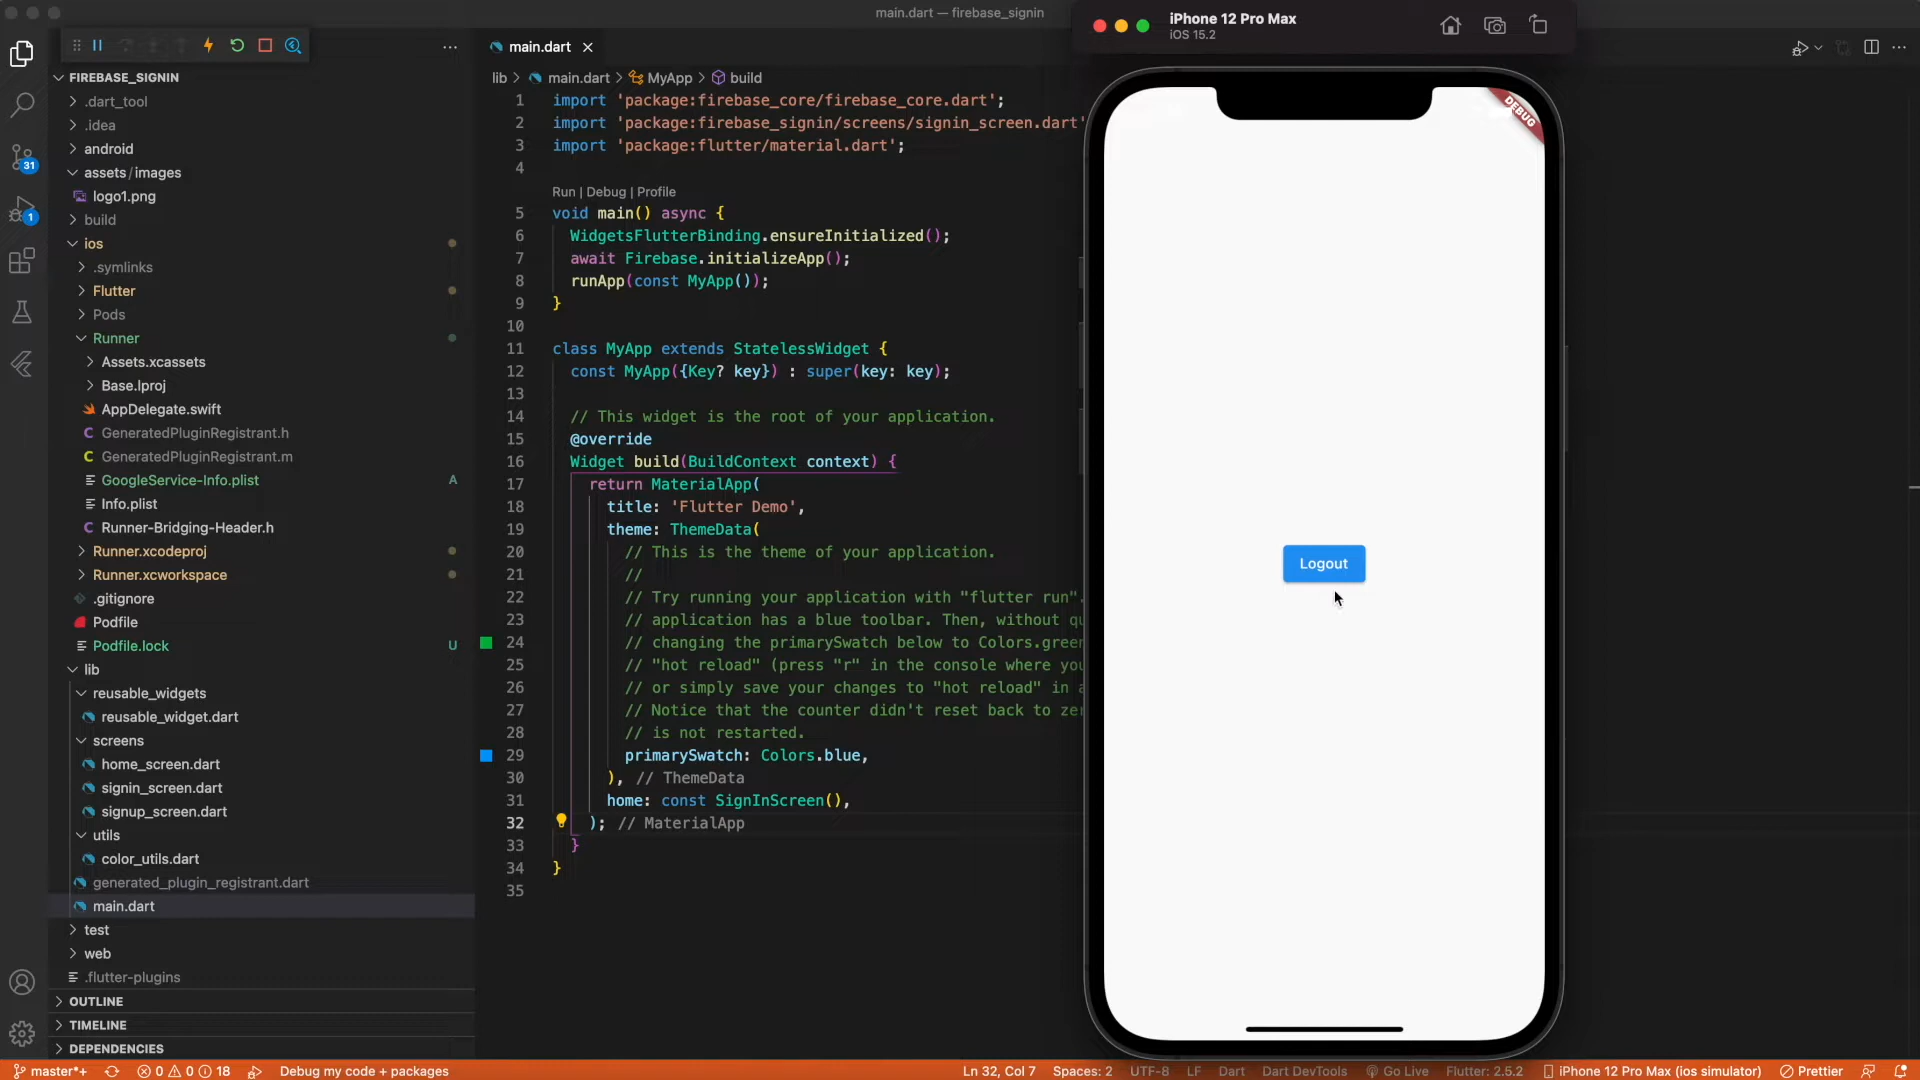 main.dart — firebase_signin
iPhone 12 Pro Max
iOS 15.2
main.dart
FIREBASE_SIGNIN
.dart_tool
.idea
android
assets/images
logo1.png
build
ios
.symlinks
Flutter
Pods
Runner
Assets.xcassets
Base.lproj
AppDelegate.swift
GeneratedPluginRegistrant.h
GeneratedPluginRegistrant.m
GoogleService-Info.plist A
Info.plist
Runner-Bridging-Header.h
Runner.xcodeproj
Runner.xcworkspace
.gitignore
Podfile
Podfile.lock U
lib
reusable_widgets
reusable_widget.dart
screens
home_screen.dart
signin_screen.dart
signup_screen.dart
utils
color_utils.dart
generated_plugin_registrant.dart
main.dart
test
web
.flutter-plugins
OUTLINE
TIMELINE
DEPENDENCIES
31
1
lib > main.dart > MyApp > build
1 import 'package:firebase_core/firebase_core.dart';
2 import 'package:firebase_signin/screens/signin_screen.dart'
3 import 'package:flutter/material.dart';
4
Run | Debug | Profile
5 void main() async {
6 WidgetsFlutterBinding.ensureInitialized();
7 await Firebase.initializeApp();
8 runApp(const MyApp());
9 }
10
11 class MyApp extends StatelessWidget {
12 const MyApp({Key? key}) : super(key: key);
13
14 // This widget is the root of your application.
15 @override
16 Widget build(BuildContext context) {
17 return MaterialApp(
18 title: 'Flutter Demo',
19 theme: ThemeData(
20 // This is the theme of your application.
21 //
22 // Try running your application with "flutter run".
23 // application has a blue toolbar. Then, without qu
24 // changing the primarySwatch below to Colors.green
25 // "hot reload" (press "r" in the console where you
26 // or simply save your changes to "hot reload" in a
27 // Notice that the counter didn't reset back to zer
28 // is not restarted.
29 primarySwatch: Colors.blue,
30 ), // ThemeData
31 home: const SignInScreen(),
32 ); // MaterialApp
33 }
34 }
35
DEBUG
Logout
master*+ 0 0 18 Debug my code + packages Ln 32, Col 7 Spaces: 2 UTF-8 LF Dart Dart DevTools Go Live Flutter: 2.5.2 iPhone 12 Pro Max (ios simulator) Prettier